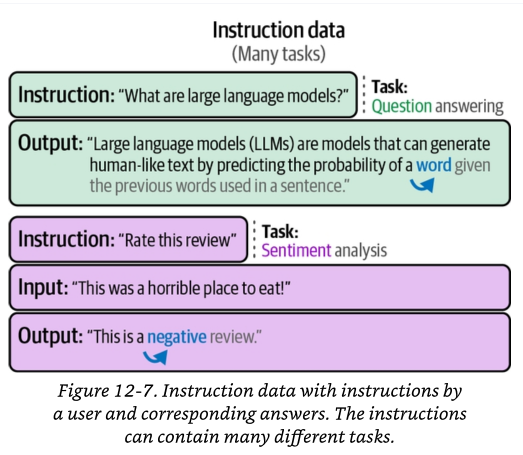 Instruction data
(Many tasks)
Instruction: “What are large language models?”
Task:
Question answering
Output: “Large language models (LLMs) are models that can generate
human-like text by predicting the probability of a word given
the previous words used in a sentence.”
Instruction: “Rate this review”
Task:
Sentiment analysis
Input: “This was a horrible place to eat!”
Output: “This is a negative review.”
Figure 12-7. Instruction data with instructions by
a user and corresponding answers. The instructions
can contain many different tasks.